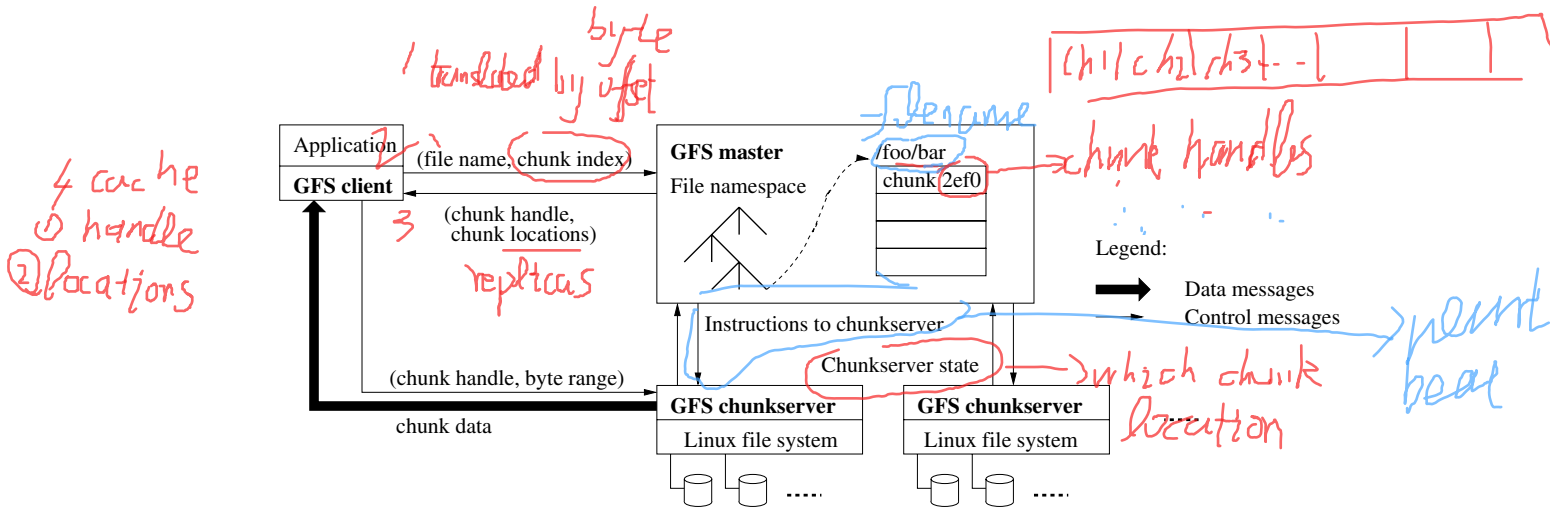 byte
1 translated by offset
ch1 ch2 ch3 ---
filename
Application
2
(file name, chunk index)
GFS master
/foo/bar
chunk handles
GFS client
File namespace
chunk 2ef0
4 cache
① handle
② locations
3
(chunk handle,
chunk locations)
replicas
Legend:
Data messages
Control messages
Instructions to chunkserver
Chunkserver state
which chunk
location
(chunk handle, byte range)
GFS chunkserver
GFS chunkserver
chunk data
Linux file system
Linux file system